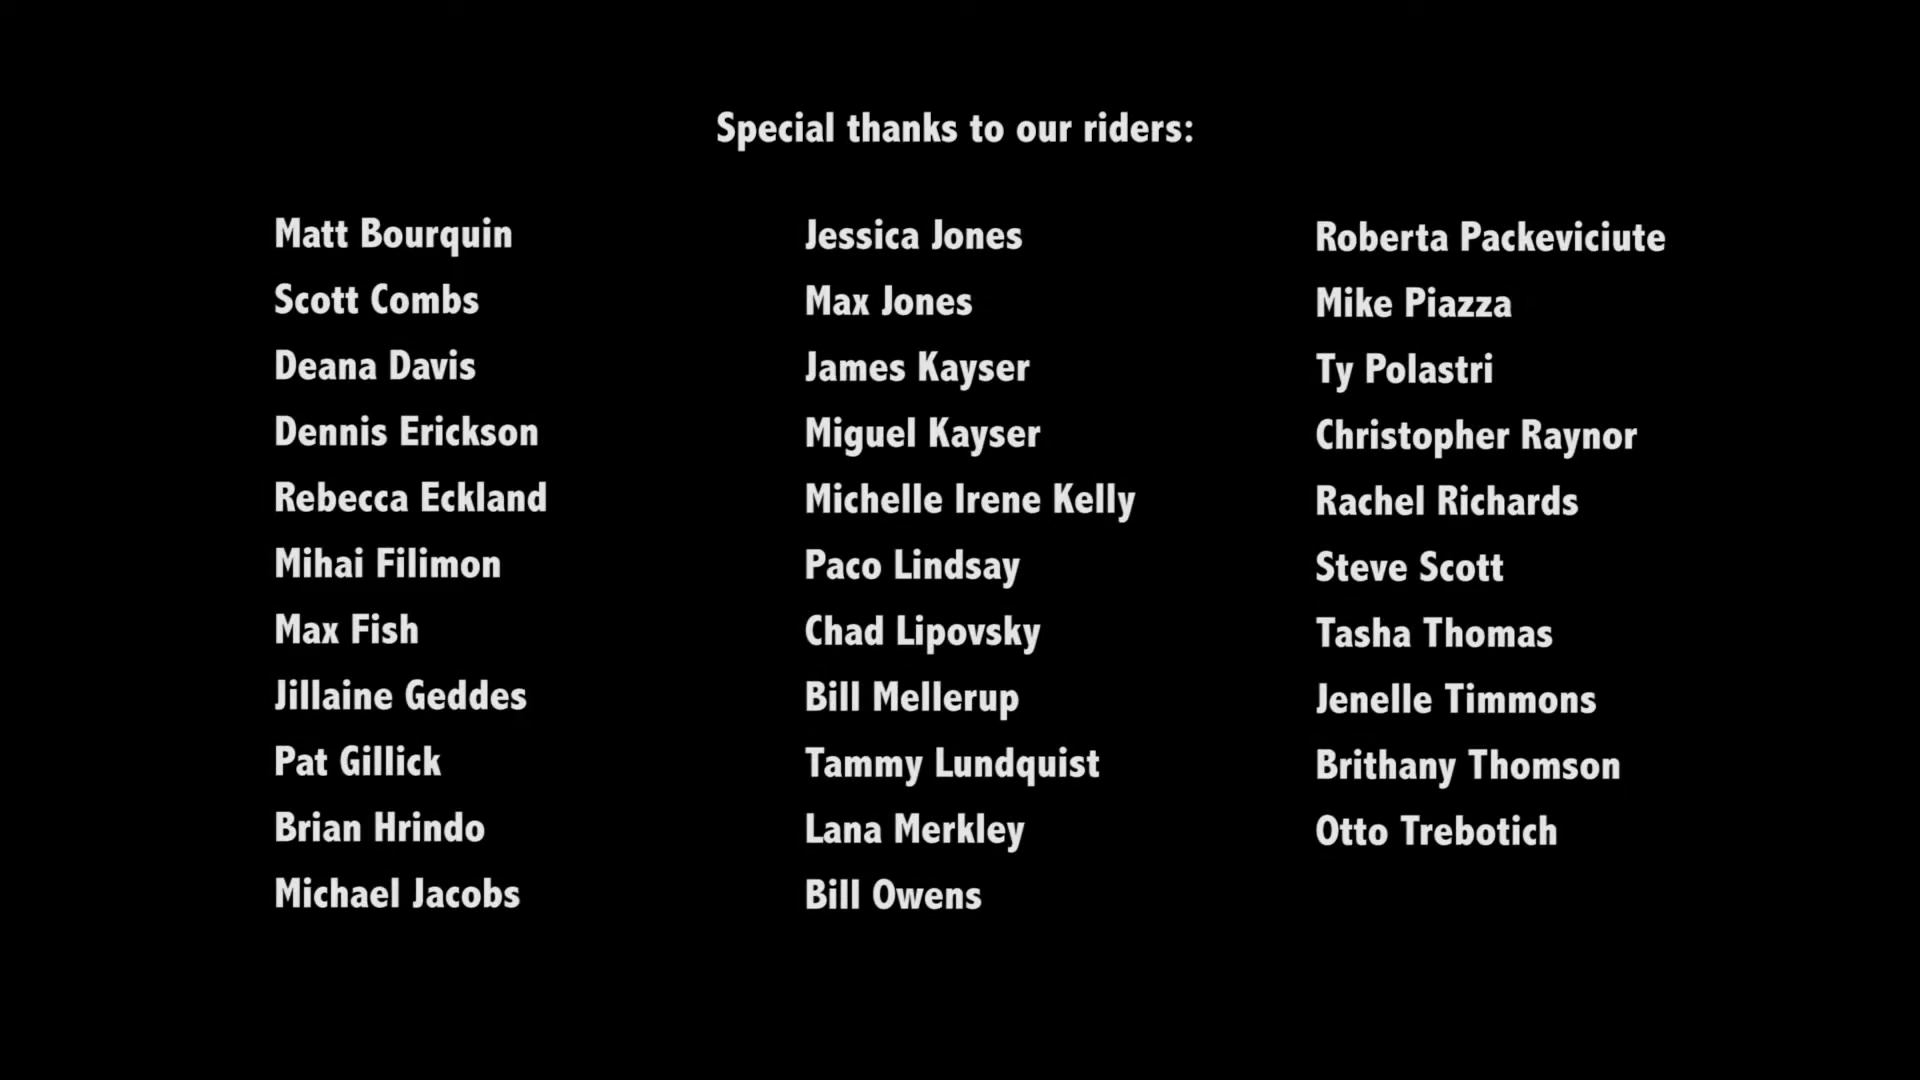 Special thanks to our riders:
Matt Bourquin
Scott Combs
Deana Davis
Dennis Erickson
Rebecca Eckland
Mihai Filimon
Max Fish
Jillaine Geddes
Pat Gillick
Brian Hrindo
Michael Jacobs
Jessica Jones
Max Jones
James Kayser
Miguel Kayser
Michelle Irene Kelly
Paco Lindsay
Chad Lipovsky
Bill Mellerup
Tammy Lundquist
Lana Merkley
Bill Owens
Roberta Packeviciute
Mike Piazza
Ty Polastri
Christopher Raynor
Rachel Richards
Steve Scott
Tasha Thomas
Jenelle Timmons
Brithany Thomson
Otto Trebotich